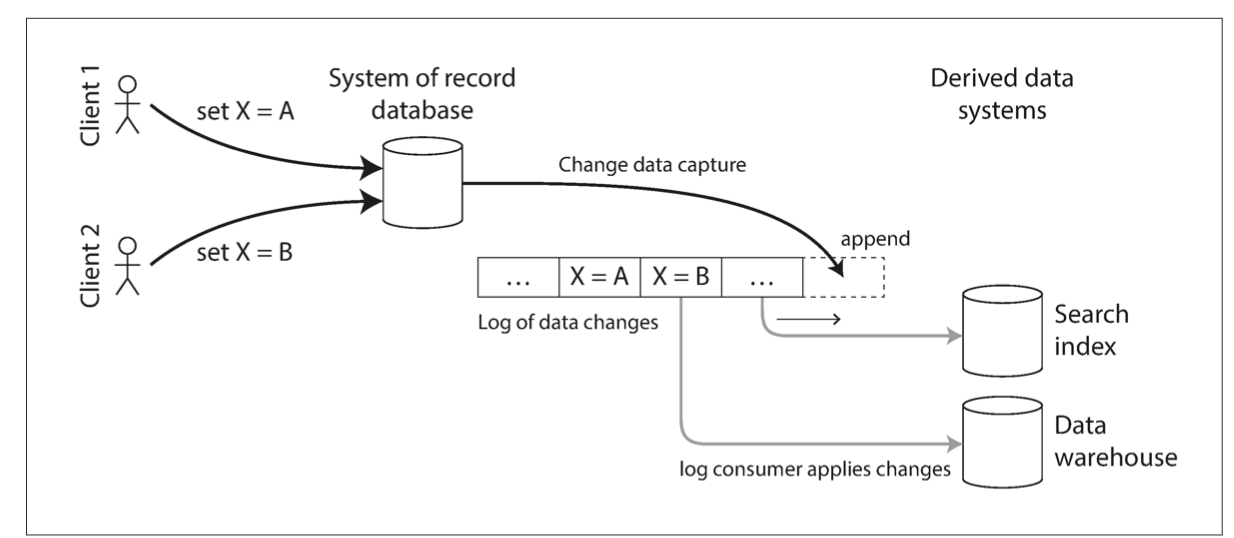 Client 1
set X = A
System of record
database
Derived data
systems
Change data capture
Client 2
set X = B
append
… X = A X = B …
Log of data changes
Search
index
Data
warehouse
log consumer applies changes